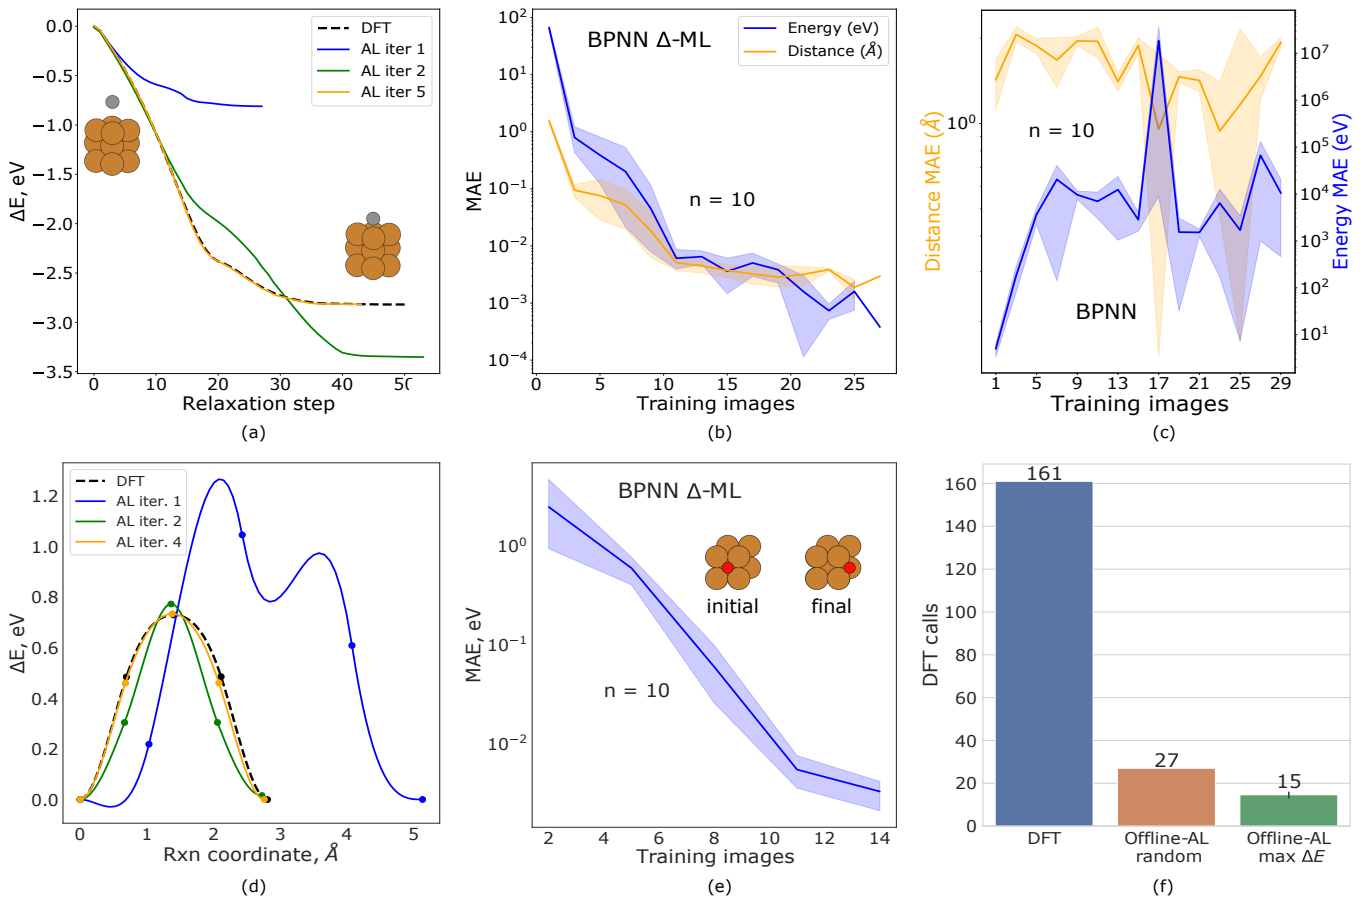 0.0
−0.5
−1.0
−1.5
−2.0
−2.5
−3.0
−3.5
ΔE, eV
DFT
AL iter 1
AL iter 2
AL iter 5
0 10 20 30 40 50
Relaxation step
(a)
10²
10¹
10⁰
10⁻¹
10⁻²
10⁻³
10⁻⁴
MAE
BPNN Δ-ML
Energy (eV)
Distance (Å)
n = 10
0 5 10 15 20 25
Training images
(b)
10⁰
Distance MAE (Å)
n = 10
BPNN
10⁷
10⁶
10⁵
10⁴
10³
10²
10¹
Energy MAE (eV)
1 5 9 13 17 21 25 29
Training images
(c)
1.2
1.0
0.8
0.6
0.4
0.2
0.0
ΔE, eV
DFT
AL iter. 1
AL iter. 2
AL iter. 4
0 1 2 3 4 5
Rxn coordinate, Å
(d)
10⁰
10⁻¹
10⁻²
MAE, eV
BPNN Δ-ML
initial final
n = 10
2 4 6 8 10 12 14
Training images
(e)
160
140
120
100
80
60
40
20
0
DFT calls
161
27
15
DFT Offline-AL Offline-AL
random max ΔE
(f)